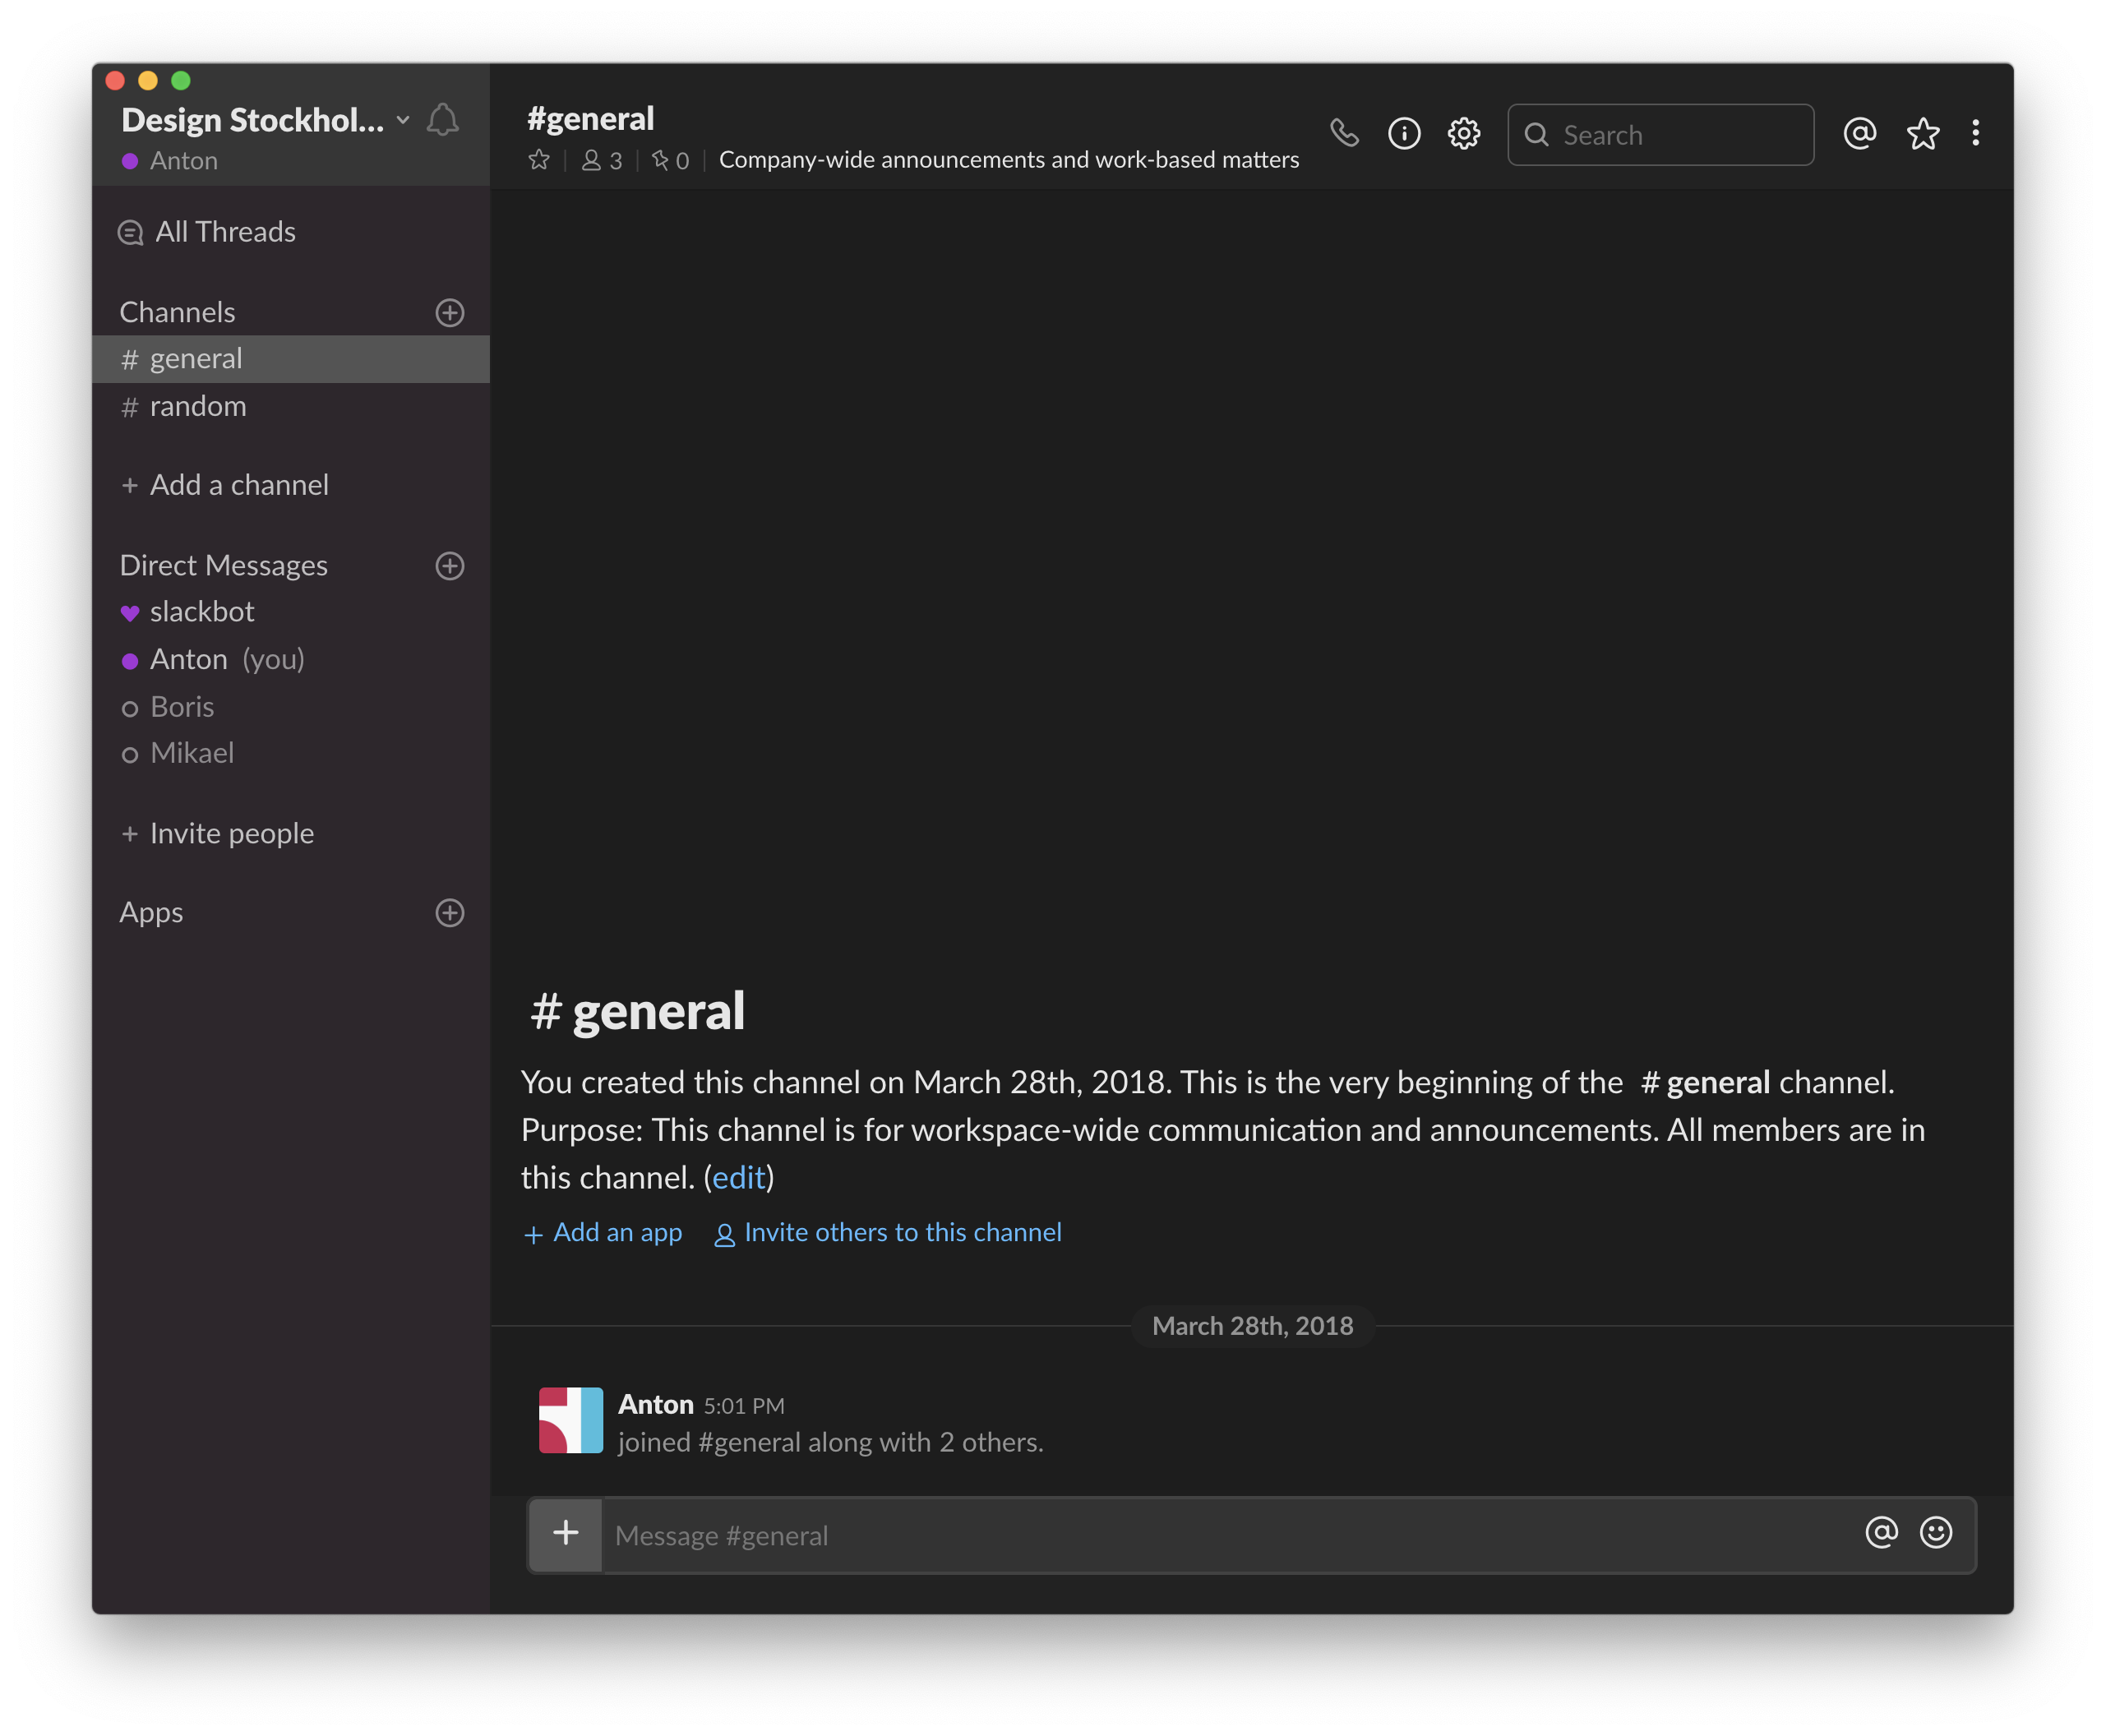 Design Stockhol...
Anton
All Threads
Channels
# general
# random
+ Add a channel
Direct Messages
slackbot
Anton (you)
Boris
Mikael
+ Invite people
Apps
#general
3
0
Company-wide announcements and work-based matters
Search
# general
You created this channel on March 28th, 2018. This is the very beginning of the # general channel.
Purpose: This channel is for workspace-wide communication and announcements. All members are in
this channel. (edit)
+ Add an app
Invite others to this channel
March 28th, 2018
Anton 5:01 PM
joined #general along with 2 others.
+
Message #general